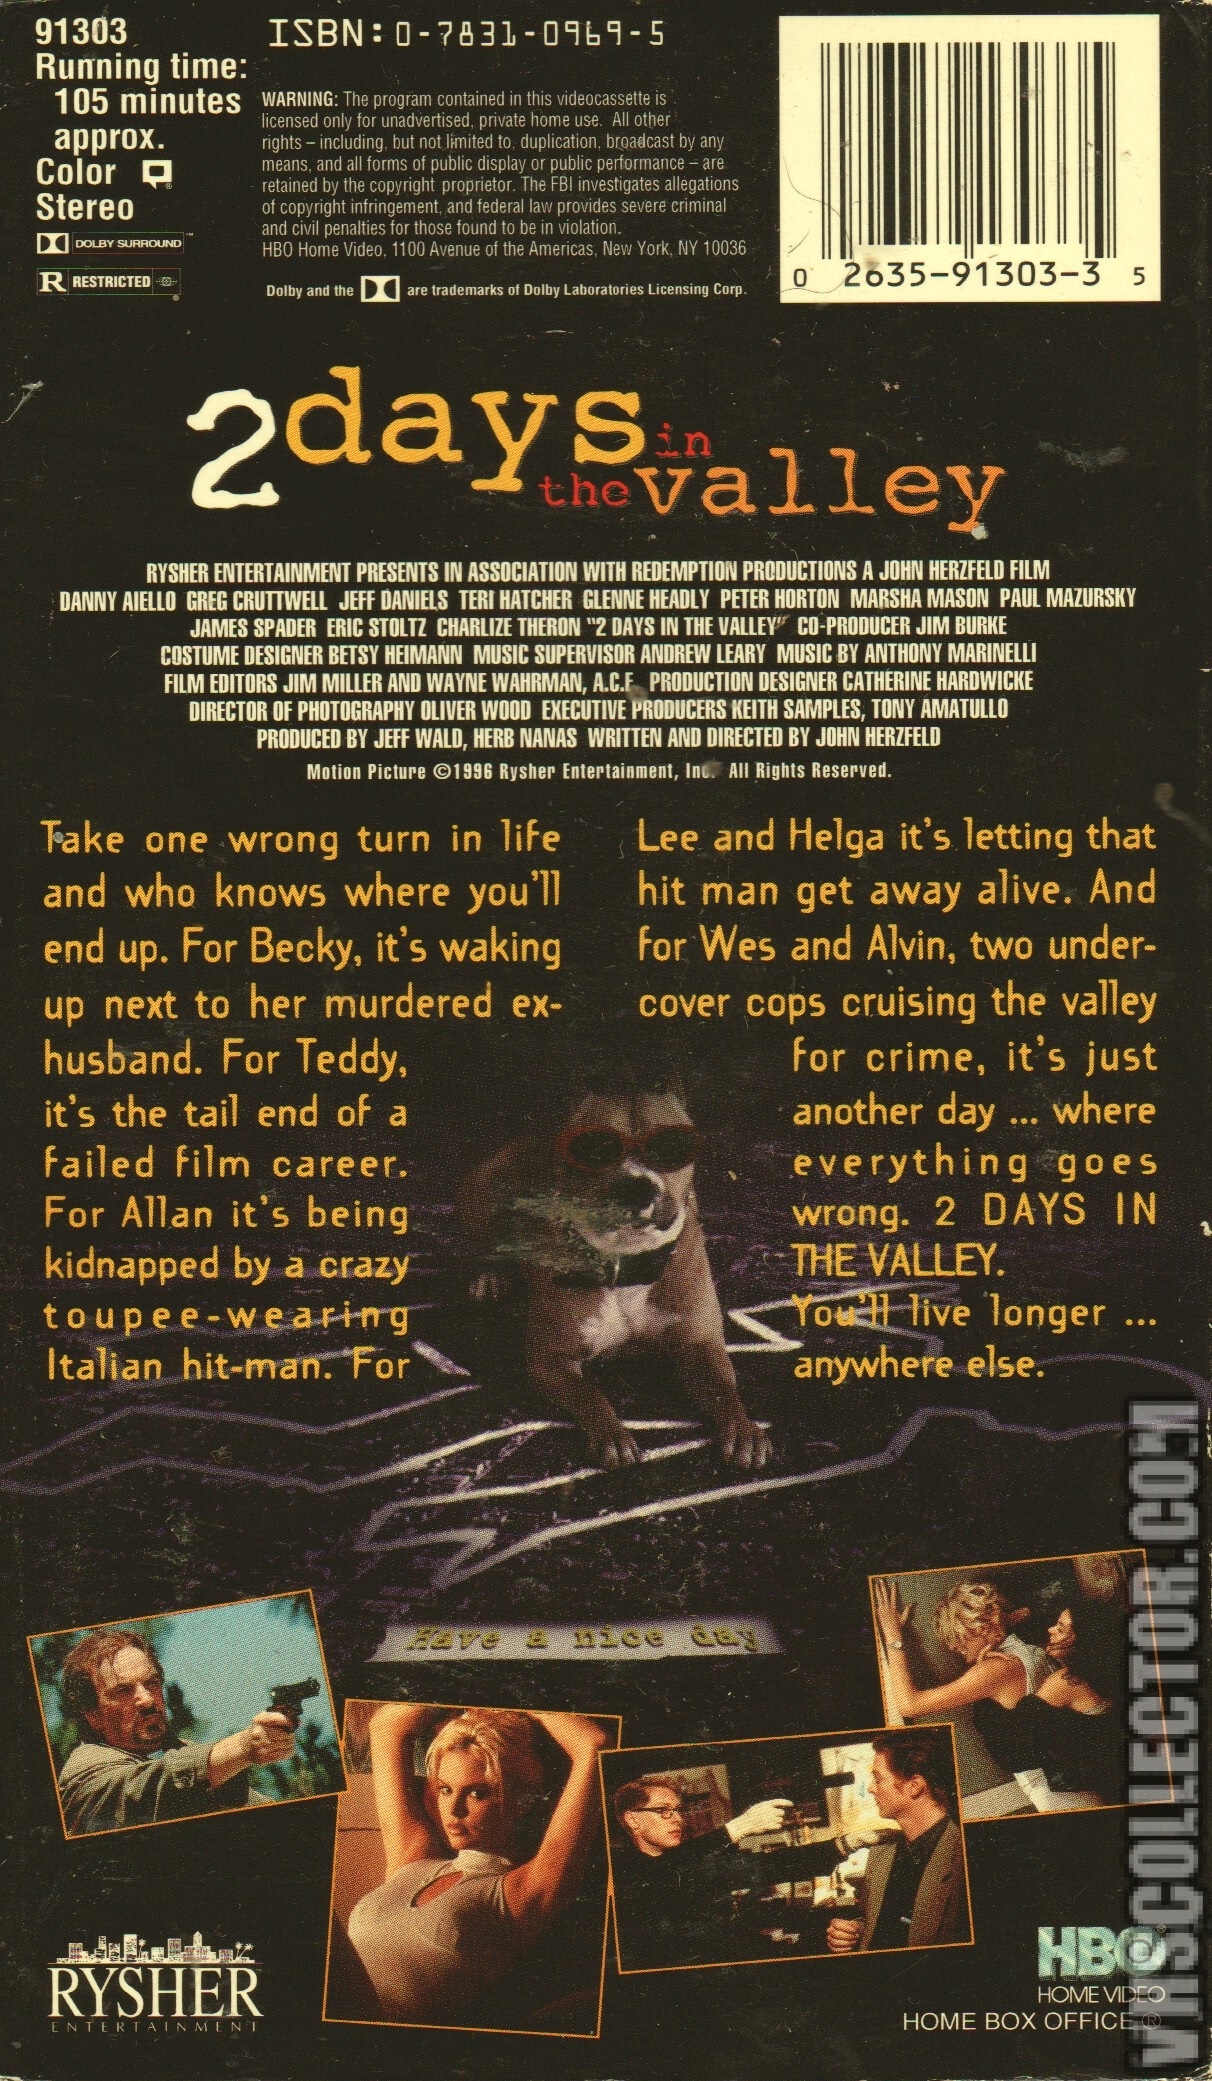 91303
Running time:
105 minutes
approx.
Color
Stereo
DOLBY SURROUND
R RESTRICTED
ISBN: 0-7831-0969-5
WARNING: The program contained in this videocassette is
licensed only for unadvertised, private home use. All other
rights – including, but not limited to, duplication, broadcast by any
means, and all forms of public display or public performance – are
retained by the copyright proprietor. The FBI investigates allegations
of copyright infringement, and federal law provides severe criminal
and civil penalties for those found to be in violation.
HBO Home Video, 1100 Avenue of the Americas, New York, NY 10036
Dolby and the are trademarks of Dolby Laboratories Licensing Corp.
0 2635-91303-3 5
2 days in the valley
RYSHER ENTERTAINMENT PRESENTS IN ASSOCIATION WITH REDEMPTION PRODUCTIONS A JOHN HERZFELD FILM
DANNY AIELLO GREG CRUTTWELL JEFF DANIELS TERI HATCHER GLENNE HEADLY PETER HORTON MARSHA MASON PAUL MAZURSKY
JAMES SPADER ERIC STOLTZ CHARLIZE THERON "2 DAYS IN THE VALLEY" CO-PRODUCER JIM BURKE
COSTUME DESIGNER BETSY HEIMANN MUSIC SUPERVISOR ANDREW LEARY MUSIC BY ANTHONY MARINELLI
FILM EDITORS JIM MILLER AND WAYNE WAHRMAN, A.C.E. PRODUCTION DESIGNER CATHERINE HARDWICKE
DIRECTOR OF PHOTOGRAPHY OLIVER WOOD EXECUTIVE PRODUCERS KEITH SAMPLES, TONY AMATULLO
PRODUCED BY JEFF WALD, HERB NANAS WRITTEN AND DIRECTED BY JOHN HERZFELD
Motion Picture ©1996 Rysher Entertainment, Inc. All Rights Reserved.
Take one wrong turn in life
and who knows where you'll
end up. For Becky, it's waking
up next to her murdered ex-
husband. For Teddy,
it's the tail end of a
failed film career.
For Allan it's being
kidnapped by a crazy
toupee-wearing
Italian hit-man. For
Lee and Helga it's letting that
hit man get away alive. And
for Wes and Alvin, two under-
cover cops cruising the valley
for crime, it's just
another day ... where
everything goes
wrong. 2 DAYS IN
THE VALLEY.
You'll live longer ...
anywhere else.
Have a nice day
RYSHER
ENTERTAINMENT
HBO®
HOME VIDEO
HOME BOX OFFICE ®
VHSCOLLECTOR.COM